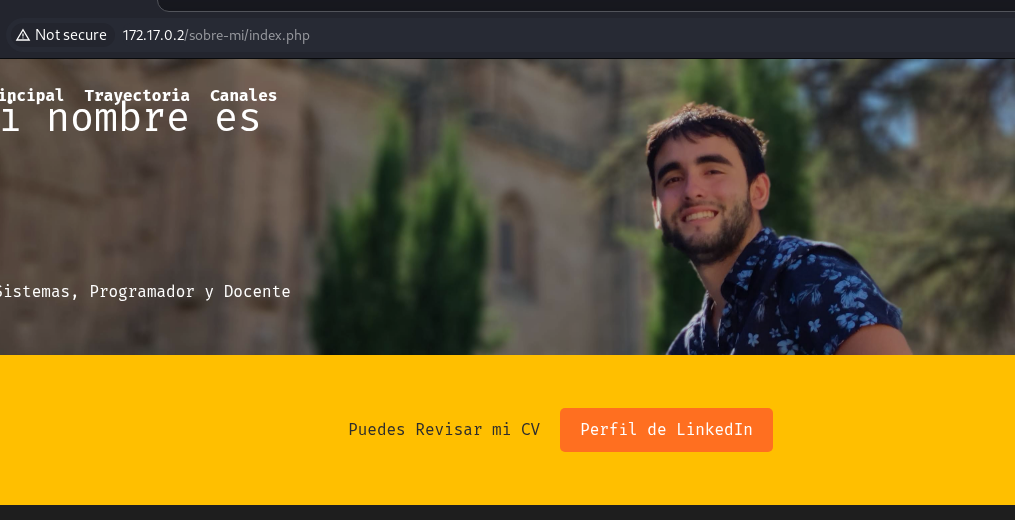 Not secure 172.17.0.2/sobre-mi/index.php
incipal Trayectoria Canales
i nombre es
Sistemas, Programador y Docente
Puedes Revisar mi CV Perfil de LinkedIn